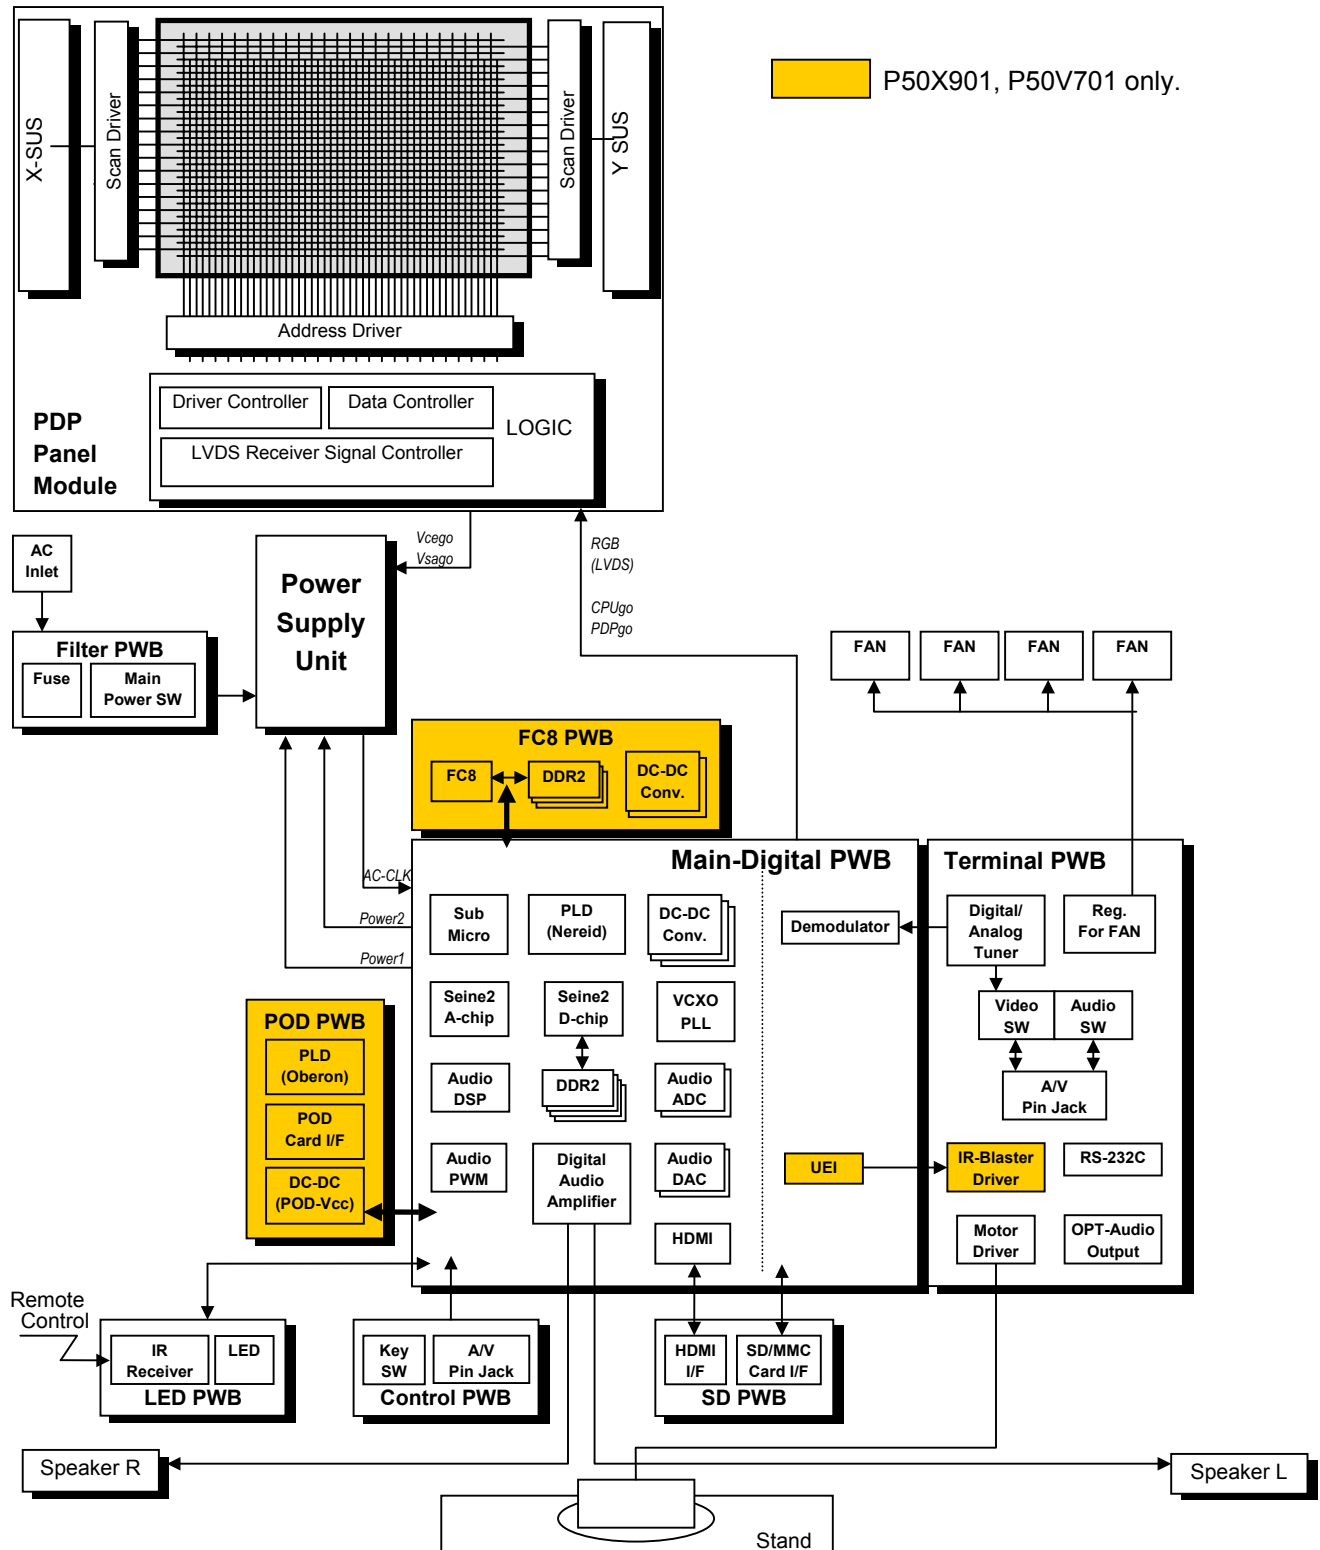 P50X901, P50V701 only.
X-SUS
Scan Driver
Scan Driver
Y SUS
Address Driver
Driver Controller
Data Controller
LOGIC
LVDS Receiver Signal Controller
PDP
Panel
Module
Vcego
Vsago
RGB
(LVDS)
CPUgo
PDPgo
AC
Inlet
Power
Supply
Unit
Filter PWB
Fuse
Main
Power SW
FAN
FAN
FAN
FAN
FC8 PWB
FC8
DDR2
DC-DC
Conv.
AC-CLK
Power2
Power1
Main-Digital PWB
Sub
Micro
PLD
(Nereid)
DC-DC
Conv.
Demodulator
Seine2
A-chip
Seine2
D-chip
VCXO
PLL
Audio
DSP
DDR2
Audio
ADC
Audio
PWM
Digital
Audio
Amplifier
Audio
DAC
UEI
HDMI
Terminal PWB
Digital/
Analog
Tuner
Reg.
For FAN
Video
SW
Audio
SW
A/V
Pin Jack
IR-Blaster
Driver
RS-232C
Motor
Driver
OPT-Audio
Output
POD PWB
PLD
(Oberon)
POD
Card I/F
DC-DC
(POD-Vcc)
Remote
Control
IR
Receiver
LED
LED PWB
Key
SW
A/V
Pin Jack
Control PWB
HDMI
I/F
SD/MMC
Card I/F
SD PWB
Speaker R
Speaker L
Stand